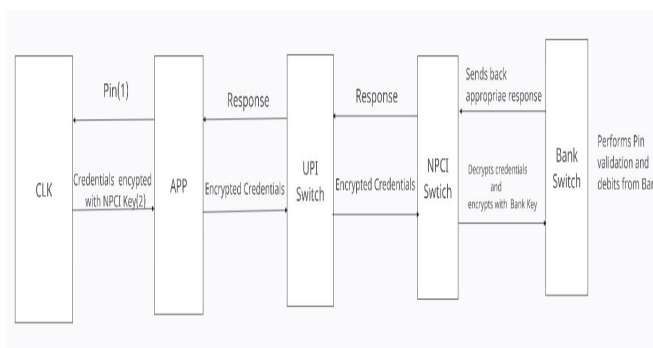 CLK
Pin(1)
Credentials encypted
with NPCI Key(2)
APP
Response
Encrypted Credentials
UPI
Switch
Response
Encrypted Credentials
NPCI
Swtich
Sends back
appropriae response
Decrypts credentials
and
encrypts with Bank Key
Bank
Switch
Performs Pin
validation and
debits from Ba